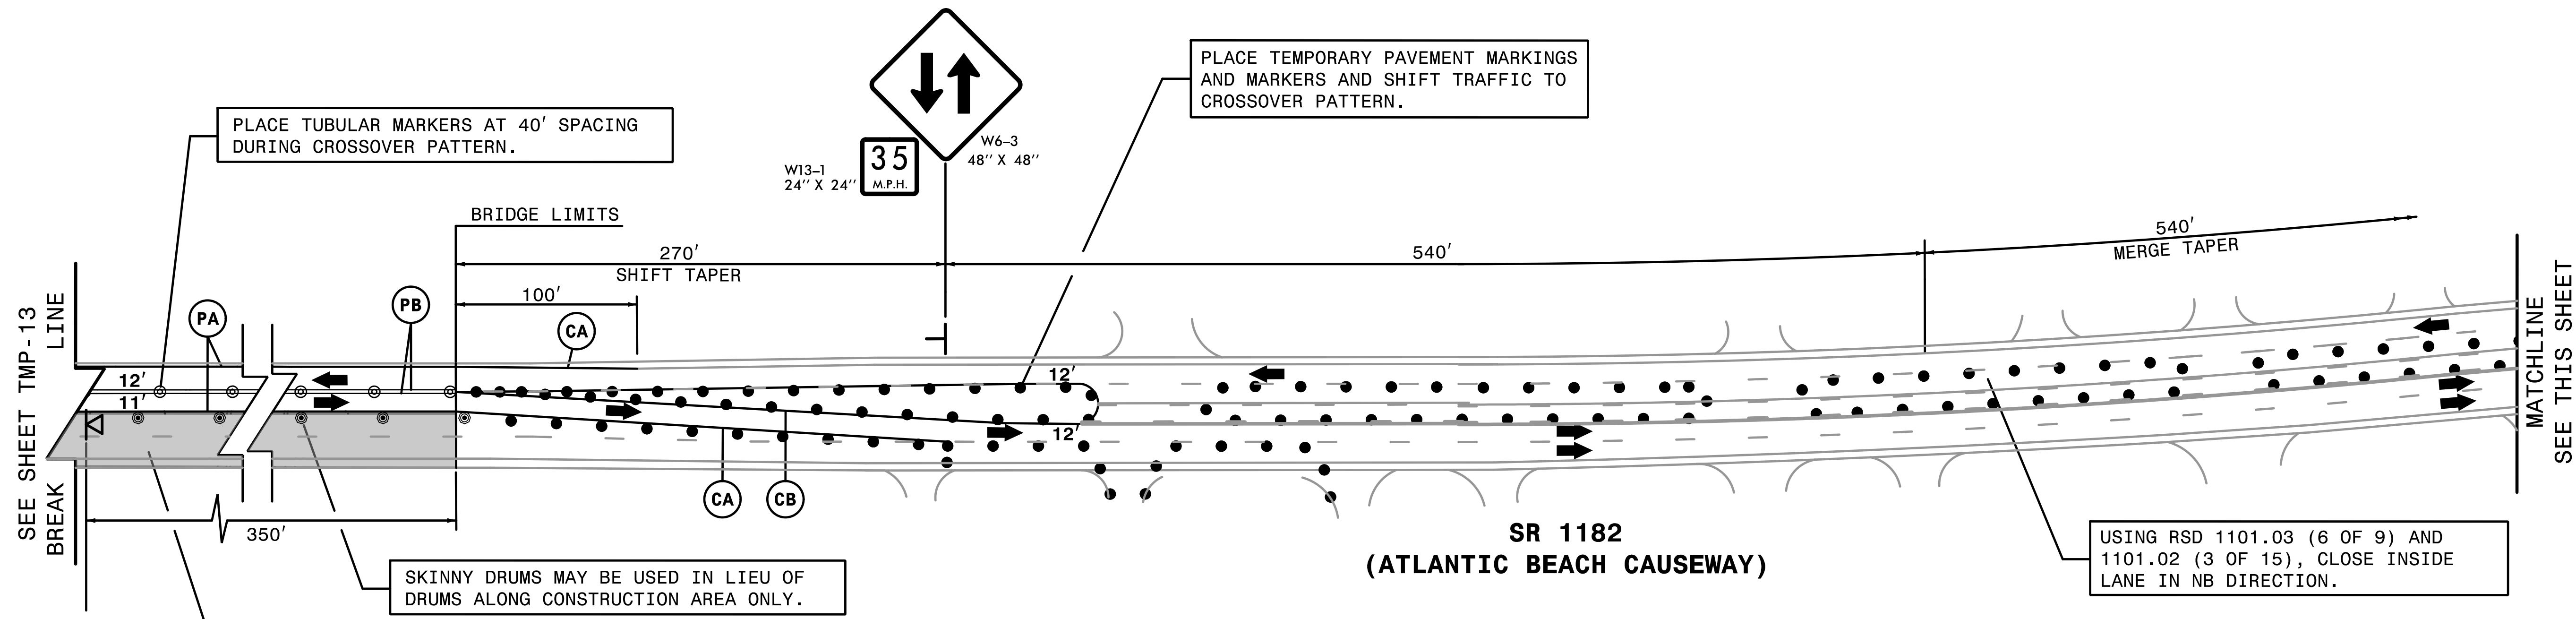 PLACE TUBULAR MARKERS AT 40' SPACING
DURING CROSSOVER PATTERN.
W13-1
24" X 24"
35
M.P.H.
W6-3
48" X 48"
PLACE TEMPORARY PAVEMENT MARKINGS
AND MARKERS AND SHIFT TRAFFIC TO
CROSSOVER PATTERN.
BRIDGE LIMITS
270'
SHIFT TAPER
540'
540'
MERGE TAPER
100'
PA
PB
CA
SEE SHEET TMP-13
BREAK LINE
12'
11'
12'
12'
350'
CA
CB
SKINNY DRUMS MAY BE USED IN LIEU OF
DRUMS ALONG CONSTRUCTION AREA ONLY.
SR 1182
(ATLANTIC BEACH CAUSEWAY)
USING RSD 1101.03 (6 OF 9) AND
1101.02 (3 OF 15), CLOSE INSIDE
LANE IN NB DIRECTION.
MATCHLINE
SEE THIS SHEET